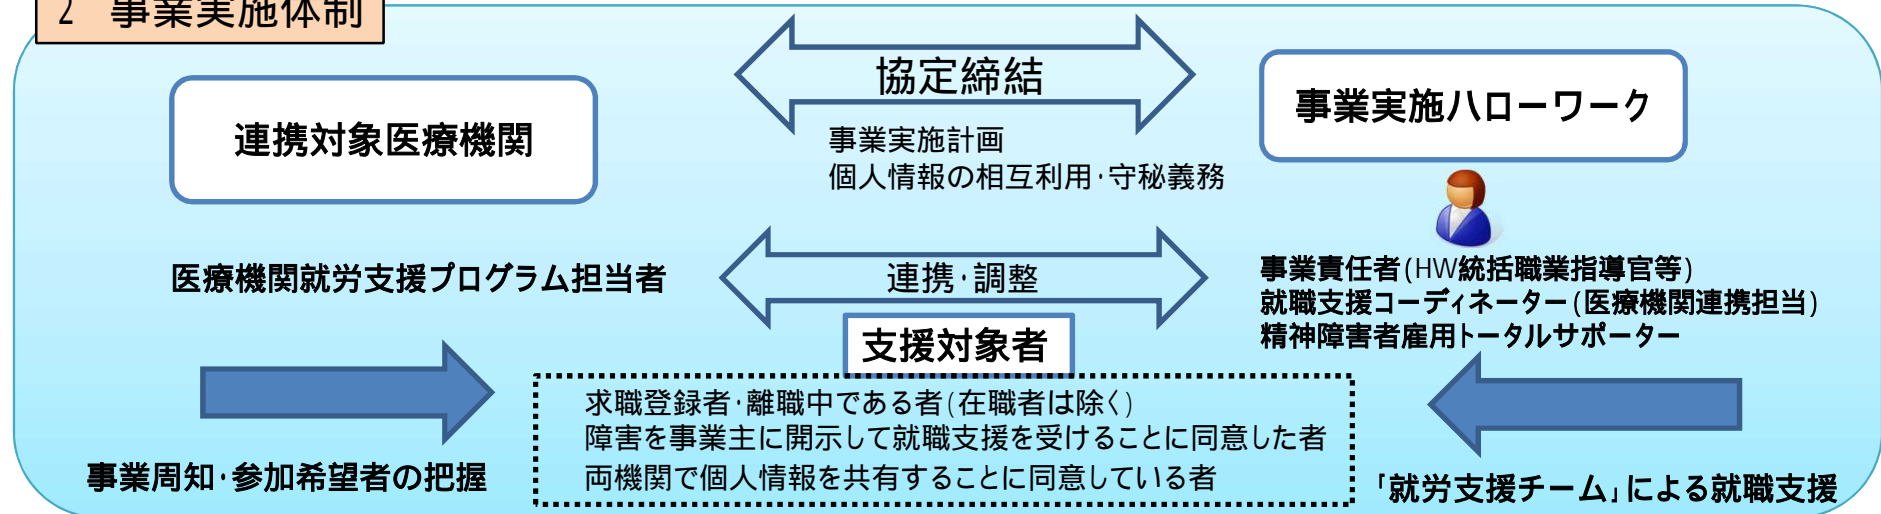 2 事業実施体制
協定締結
事業実施ハローワーク
連携対象医療機関
事業実施計画
個人情報の相互利用・守秘義務
医療機関就労支援プログラム担当者
連携・調整
事業責任者(HW統括職業指導官等)
就職支援コーディネーター(医療機関連携担当)
精神障害者雇用トータルサポーター
支援対象者
求職登録者・離職中である者(在職者は除く)
障害を事業主に開示して就職支援を受けることに同意した者
両機関で個人情報を共有することに同意している者
事業周知・参加希望者の把握
「就労支援チーム」による就職支援